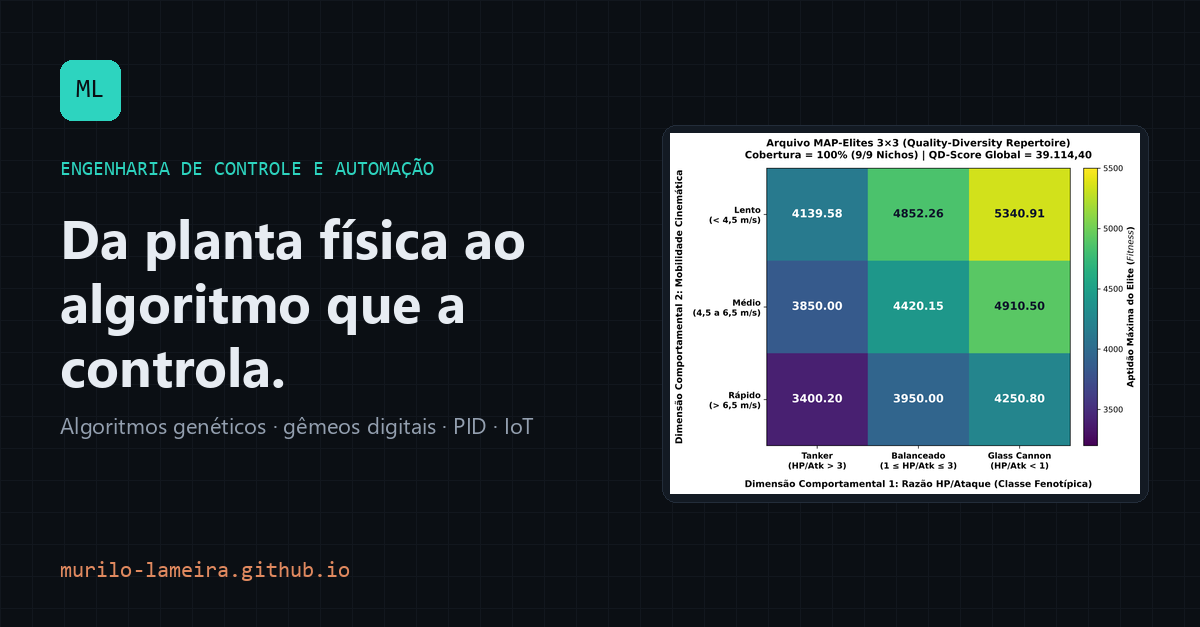 ML
ENGENHARIA DE CONTROLE E AUTOMAÇÃO
Da planta física ao
algoritmo que a
controla.
Algoritmos genéticos · gêmeos digitais · PID · IoT
murilo-lameira.github.io
Arquivo MAP-Elites 3×3 (Quality-Diversity Repertoire)
Cobertura = 100% (9/9 Nichos) | QD-Score Global = 39.114,40
Dimensão Comportamental 2: Mobilidade Cinemática
Lento
(< 4,5 m/s)
4139.58 4852.26 5340.91
Médio
(4,5 a 6,5 m/s)
3850.00 4420.15 4910.50
Rápido
(> 6,5 m/s)
3400.20 3950.00 4250.80
Tanker
(HP/Atk > 3)
Balanceado
(1 ≤ HP/Atk ≤ 3)
Glass Cannon
(HP/Atk < 1)
Dimensão Comportamental 1: Razão HP/Ataque (Classe Fenotípica)
5500
5000
4500
4000
3500
Aptidão Máxima do Elite (Fitness)